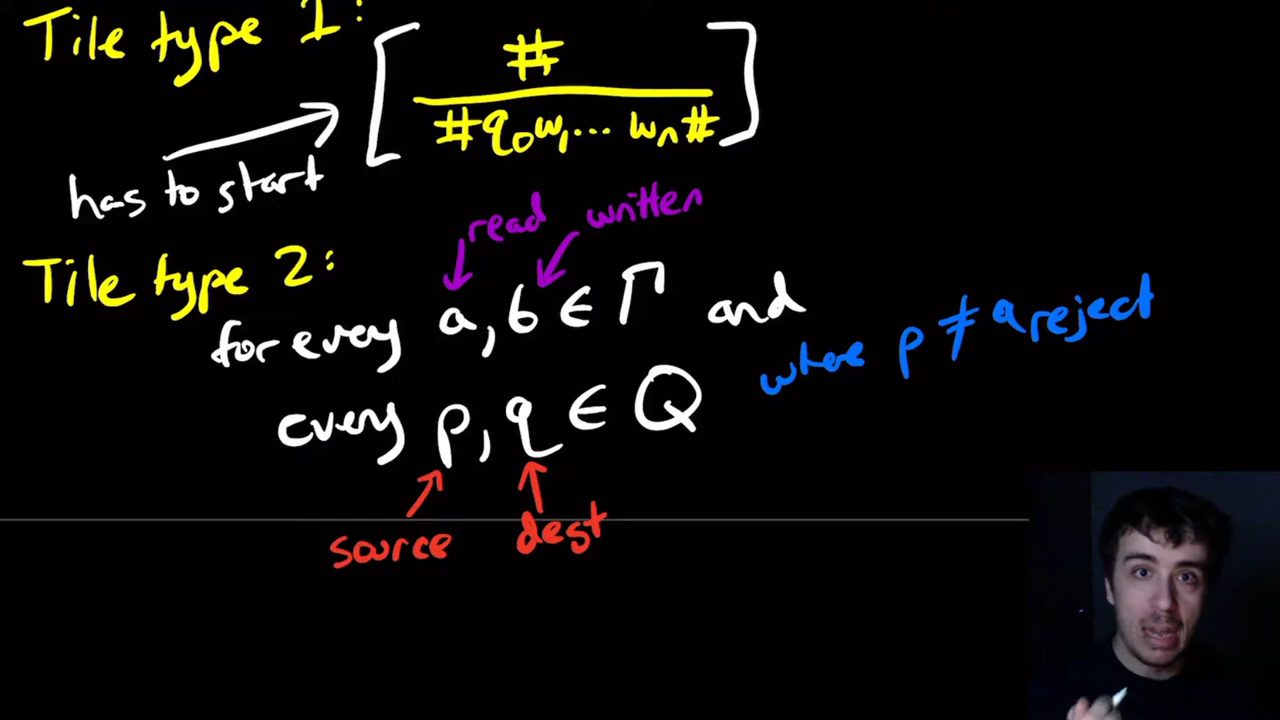 Tile type 1:
#
#q₀w₁... wₙ#
has to start
read written
Tile type 2:
for every a, b ∈ Γ and
where p ≠ q reject
every p, q ∈ Q
source dest